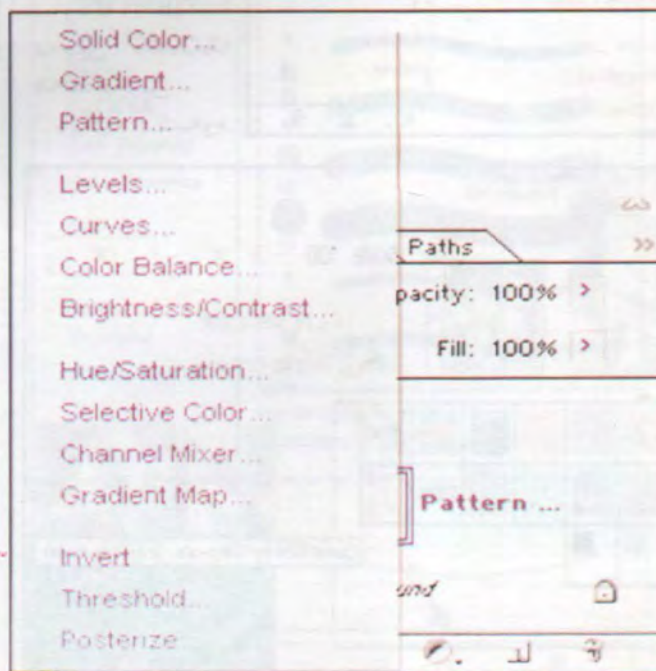 Solid Color...
Gradient...
Pattern...
Levels...
Curves...
Color Balance...
Brightness/Contrast...
Hue/Saturation...
Selective Color...
Channel Mixer...
Gradient Map...
Invert
Threshold...
Posterize
Paths
pacity: 100% >
Fill: 100% >
Pattern ...
und